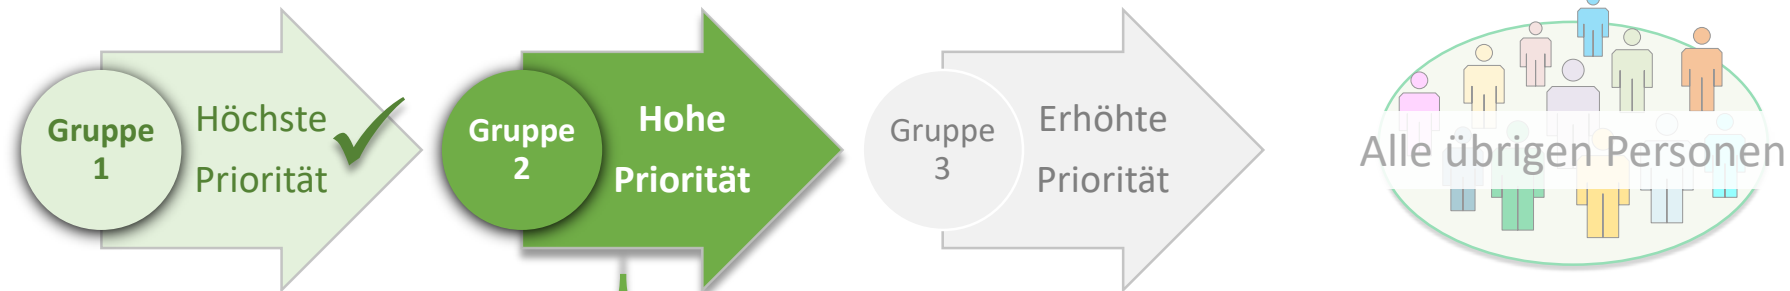 Gruppe
1
Höchste
Priorität
Gruppe
2
Hohe
Priorität
Gruppe
3
Erhöhte
Priorität
Alle übrigen Personen